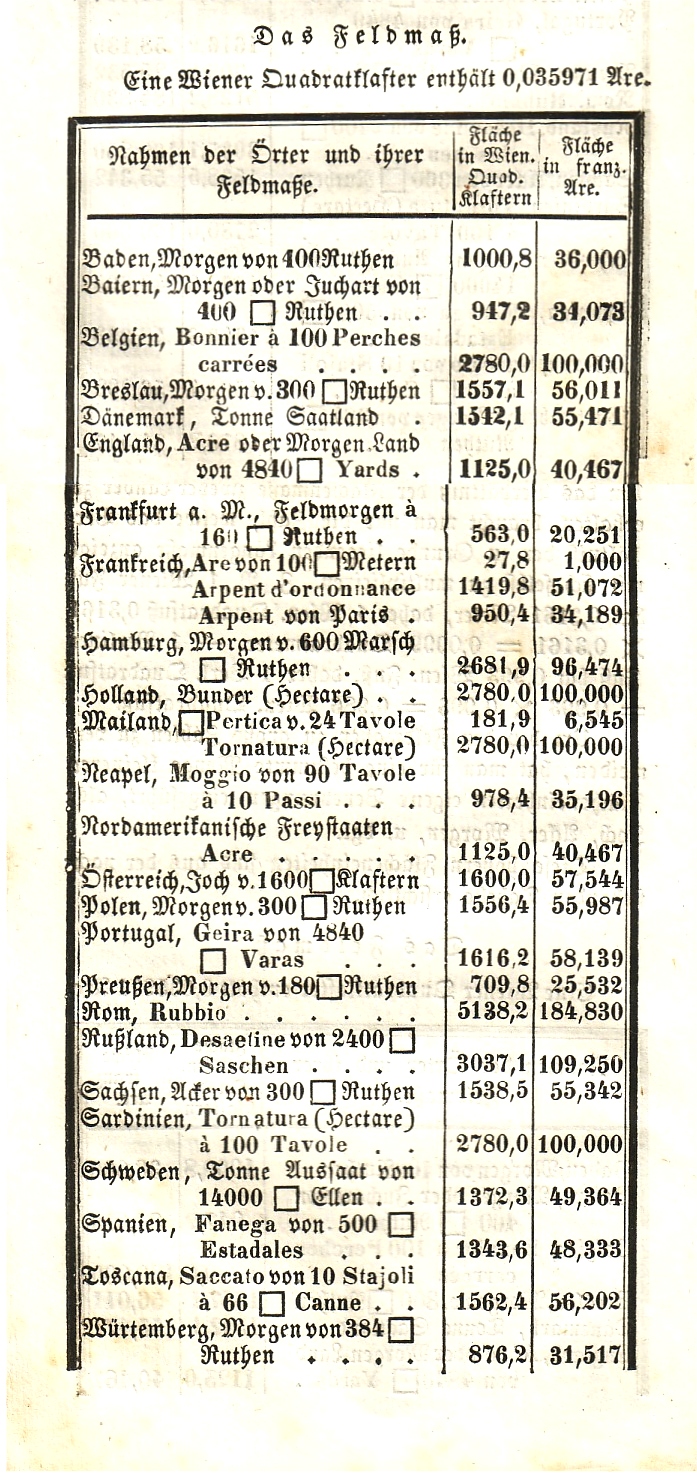 Das Feldmaß.
Eine Wiener Quadratklafter enthält 0,035971 Are.
Nahmen der Örter und ihrer Feldmaße.
Fläche in Wien. Quad. Klaftern
Fläche in franz. Are.
Baden, Morgen von 400 Ruthen 1000,8 36,000
Baiern, Morgen oder Juchart von
400 □ Ruthen . . 947,2 34,073
Belgien, Bonnier à 100 Perches
carrées . . . . 2780,0 100,000
Breslau, Morgen v. 300 □ Ruthen 1557,1 56,011
Dänemark, Tonne Saatland . 1542,1 55,471
England, Acre oder Morgen Land
von 4840 □ Yards . 1125,0 40,467
Frankfurt a. M., Feldmorgen à
160 □ Ruthen . . 563,0 20,251
Frankreich, Are von 100 □ Metern 27,8 1,000
Arpent d'ordonnance 1419,8 51,072
Arpent von Paris . 950,4 34,189
Hamburg, Morgen v. 600 Marsch
□ Ruthen . . . 2681,9 96,474
Holland, Bunder (Hectare) . . 2780,0 100,000
Mailand, □ Pertica v. 24 Tavole 181,9 6,545
Tornatura (Hectare) 2780,0 100,000
Neapel, Moggio von 90 Tavole
à 10 Passi . . . 978,4 35,196
Nordamerikanische Freystaaten
Acre . . . . . 1125,0 40,467
Österreich, Joch v. 1600 □ Klaftern 1600,0 57,544
Polen, Morgen v. 300 □ Ruthen 1556,4 55,987
Portugal, Geira von 4840
□ Varas . . . 1616,2 58,139
Preußen, Morgen v. 180 □ Ruthen 709,8 25,532
Rom, Rubbio . . . . . 5138,2 184,830
Rußland, Desaetine von 2400 □
Saschen . . . . 3037,1 109,250
Sachsen, Acker von 300 □ Ruthen 1538,5 55,342
Sardinien, Tornatura (Hectare)
à 100 Tavole . . 2780,0 100,000
Schweden, Tonne Aussaat von
14000 □ Ellen . . 1372,3 49,364
Spanien, Fanega von 500 □
Estadales . . . 1343,6 48,333
Toscana, Saccato von 10 Stajoli
à 66 □ Canne . . 1562,4 56,202
Würtemberg, Morgen von 384 □
Ruthen . . . . 876,2 31,517